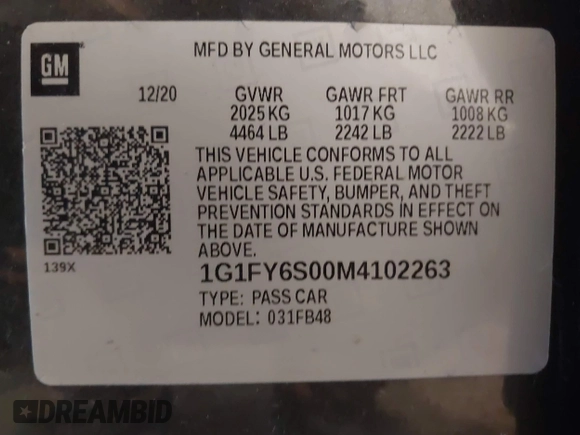 GM
MFD BY GENERAL MOTORS LLC
12/20 GVWR GAWR FRT GAWR RR
2025 KG 1017 KG 1008 KG
4464 LB 2242 LB 2222 LB
THIS VEHICLE CONFORMS TO ALL
APPLICABLE U.S. FEDERAL MOTOR
VEHICLE SAFETY, BUMPER, AND THEFT
PREVENTION STANDARDS IN EFFECT ON
THE DATE OF MANUFACTURE SHOWN
ABOVE.
139X
1G1FY6S00M4102263
TYPE: PASS CAR
MODEL: 031FB48
DREAMBID